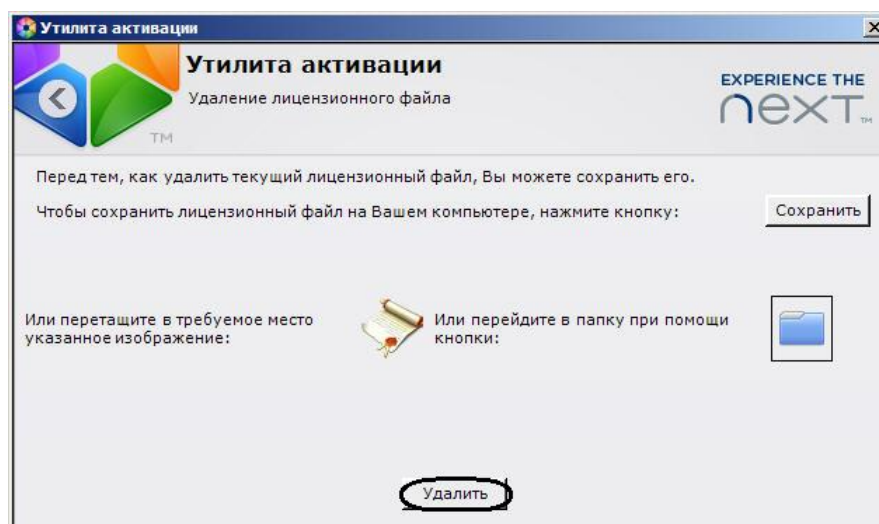 Утилита активации
Утилита активации
Удаление лицензионного файла
EXPERIENCE THE
next™
TM
Перед тем, как удалить текущий лицензионный файл, Вы можете сохранить его.
Чтобы сохранить лицензионный файл на Вашем компьютере, нажмите кнопку:
Сохранить
Или перетащите в требуемое место
указанное изображение:
Или перейдите в папку при помощи
кнопки:
Удалить